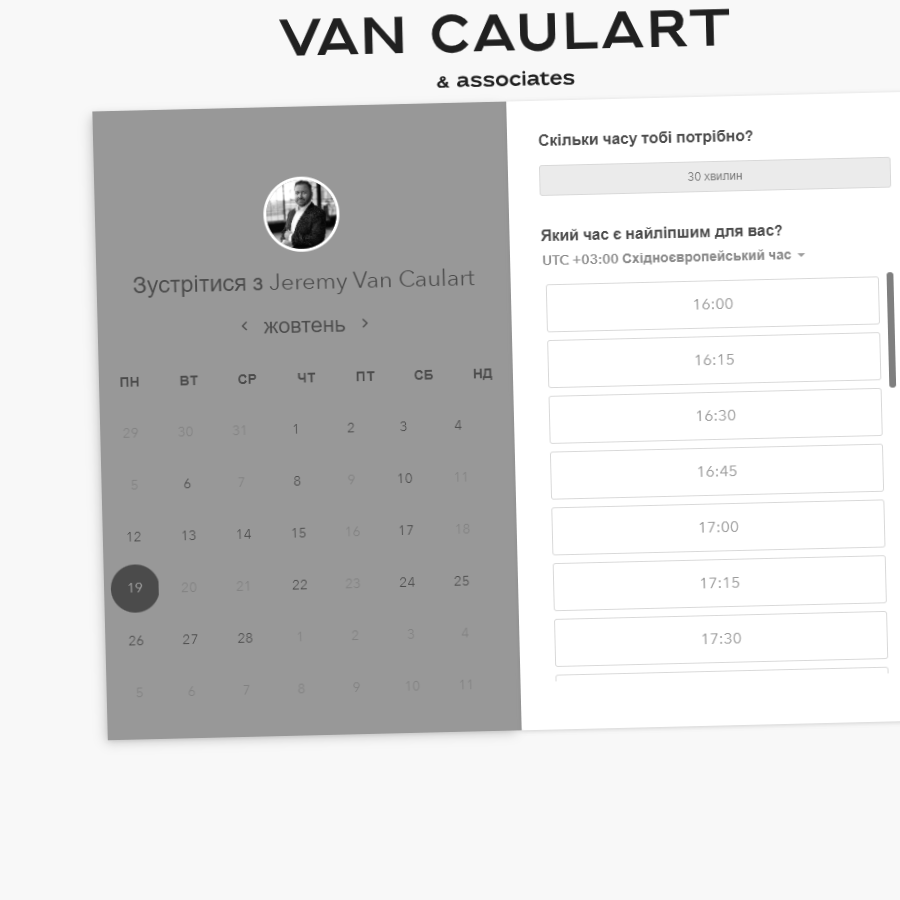 VAN CAULART
& associates
Зустрітися з Jeremy Van Caulart
‹ жовтень ›
ПН ВТ СР ЧТ ПТ СБ НД
29 30 31 1 2 3 4
5 6 7 8 9 10 11
12 13 14 15 16 17 18
19 20 21 22 23 24 25
26 27 28 1 2 3 4
5 6 7 8 9 10 11
Скільки часу тобі потрібно?
30 хвилин
Який час є найліпшим для вас?
UTC +03:00 Східноєвропейський час
16:00
16:15
16:30
16:45
17:00
17:15
17:30